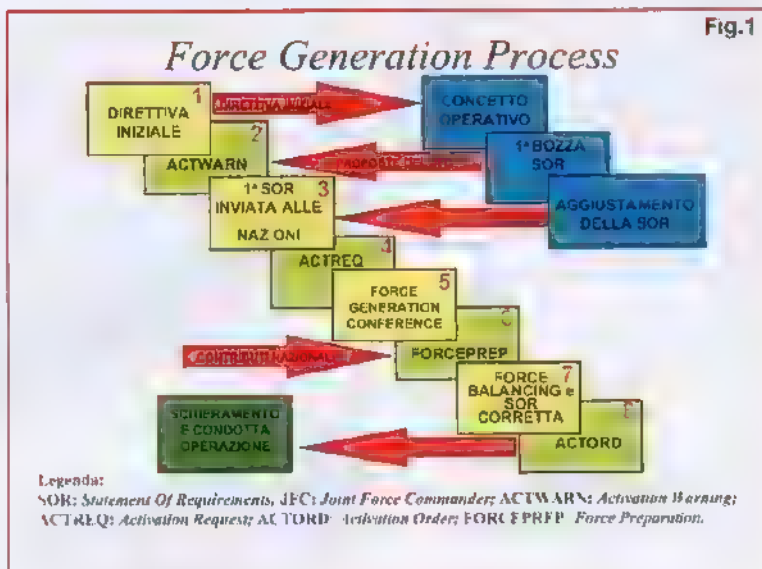 Fig.1
Force Generation Process
1
DIRETTIVA
INIZIALE
DIRETTIVA INIZIALE
CONCETTO
OPERATIVO
2
ACTWARN
1ª BOZZA
SOR
3
1ª SOR
INVIATA ALLE
NAZIONI
AGGIUSTAMENTO
DELLA SOR
4
ACTREQ
5
FORCE
GENERATION
CONFERENCE
CONTRIBUTI NAZIONALI
FORCEPREP
7
FORCE
BALANCING e
SOR
CORRETTA
SCHIERAMENTO
E CONDOTTA
OPERAZIONE
ACTORD
Legenda:
SOR: Statement Of Requirements, JFC: Joint Force Commander; ACTWARN: Activation Warning;
ACTREQ: Activation Request; ACTORD Activation Order; FORCEPREP Force Preparation.